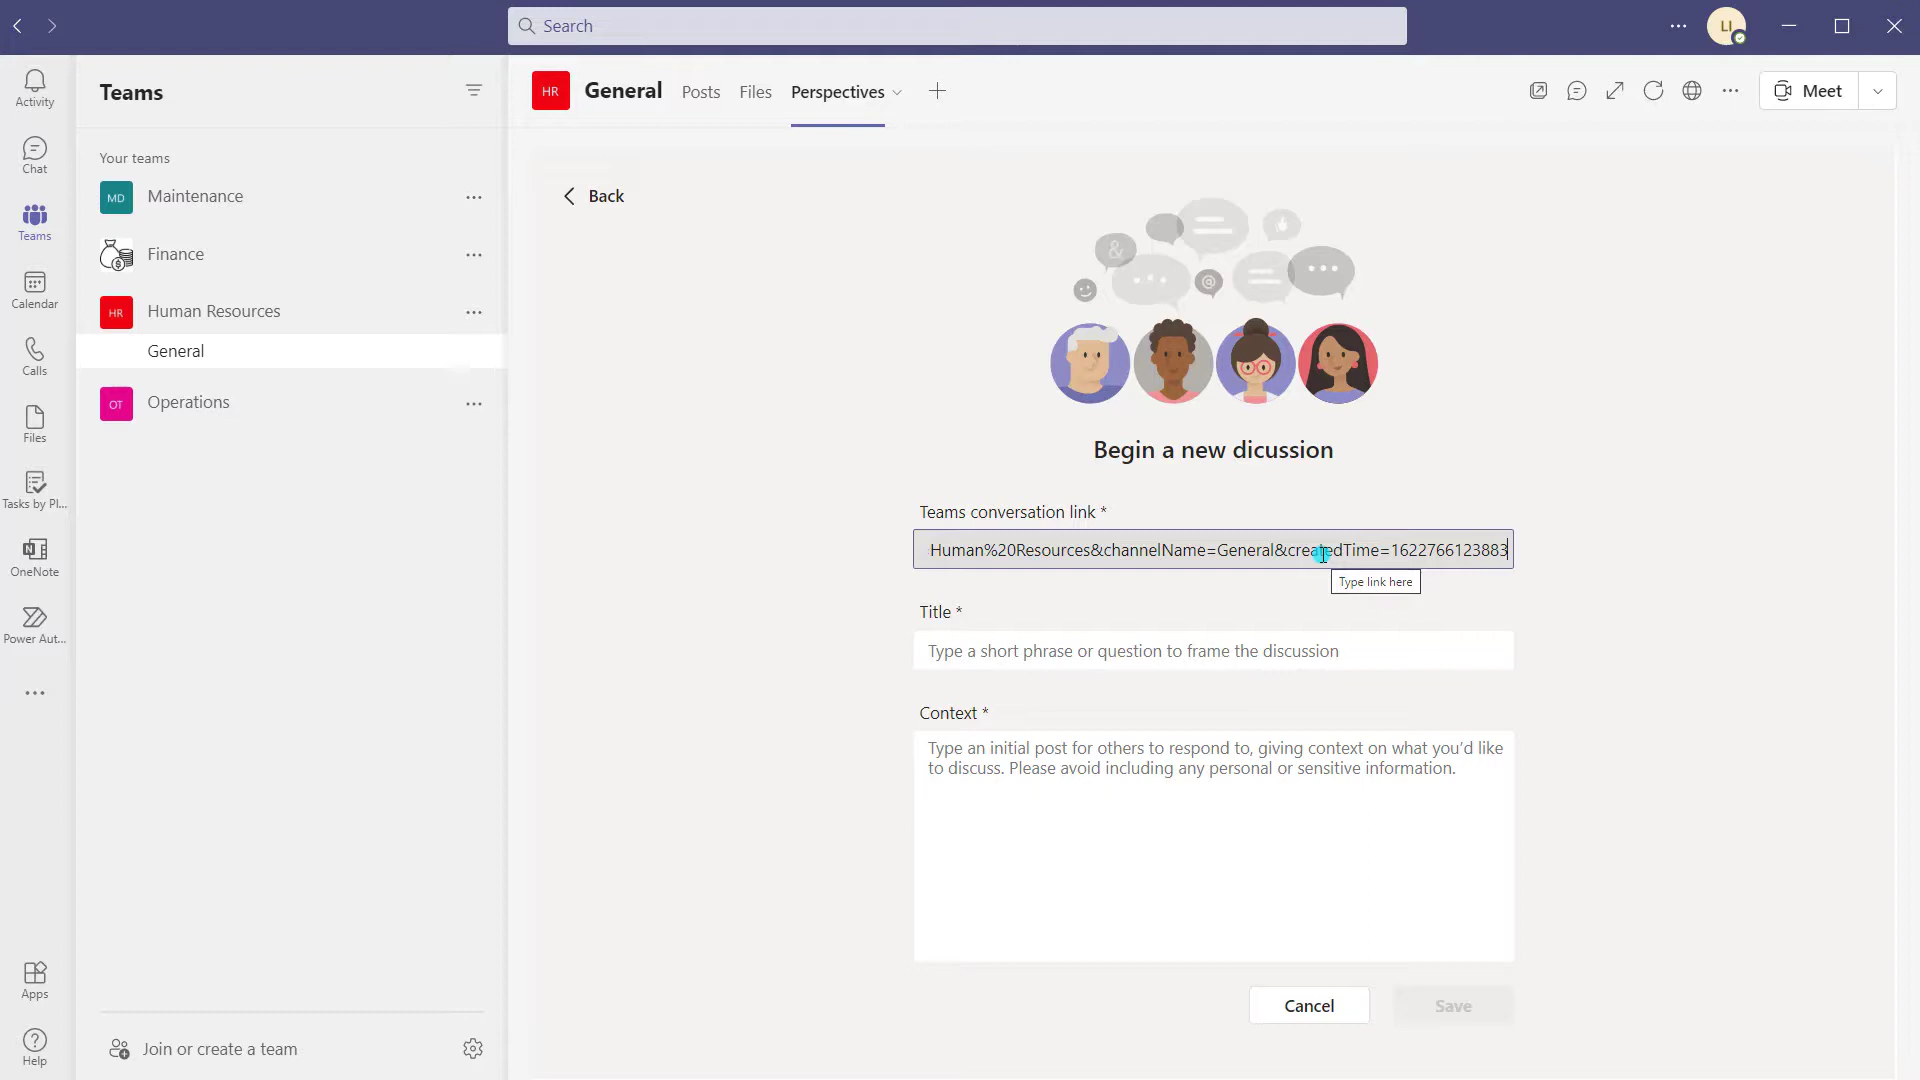 Search
LI
Activity
Chat
Teams
Calendar
Calls
Files
Tasks by Pl...
OneNote
Power Aut...
Apps
Help
Teams
Your teams
MD Maintenance
Finance
HR Human Resources
General
OT Operations
Join or create a team
HR General Posts Files Perspectives
Meet
Back
&
@
Begin a new dicussion
Teams conversation link *
Human%20Resources&channelName=General&createdTime=1622766123883
Type link here
Title *
Type a short phrase or question to frame the discussion
Context *
Type an initial post for others to respond to, giving context on what you’d like
to discuss. Please avoid including any personal or sensitive information.
Cancel Save